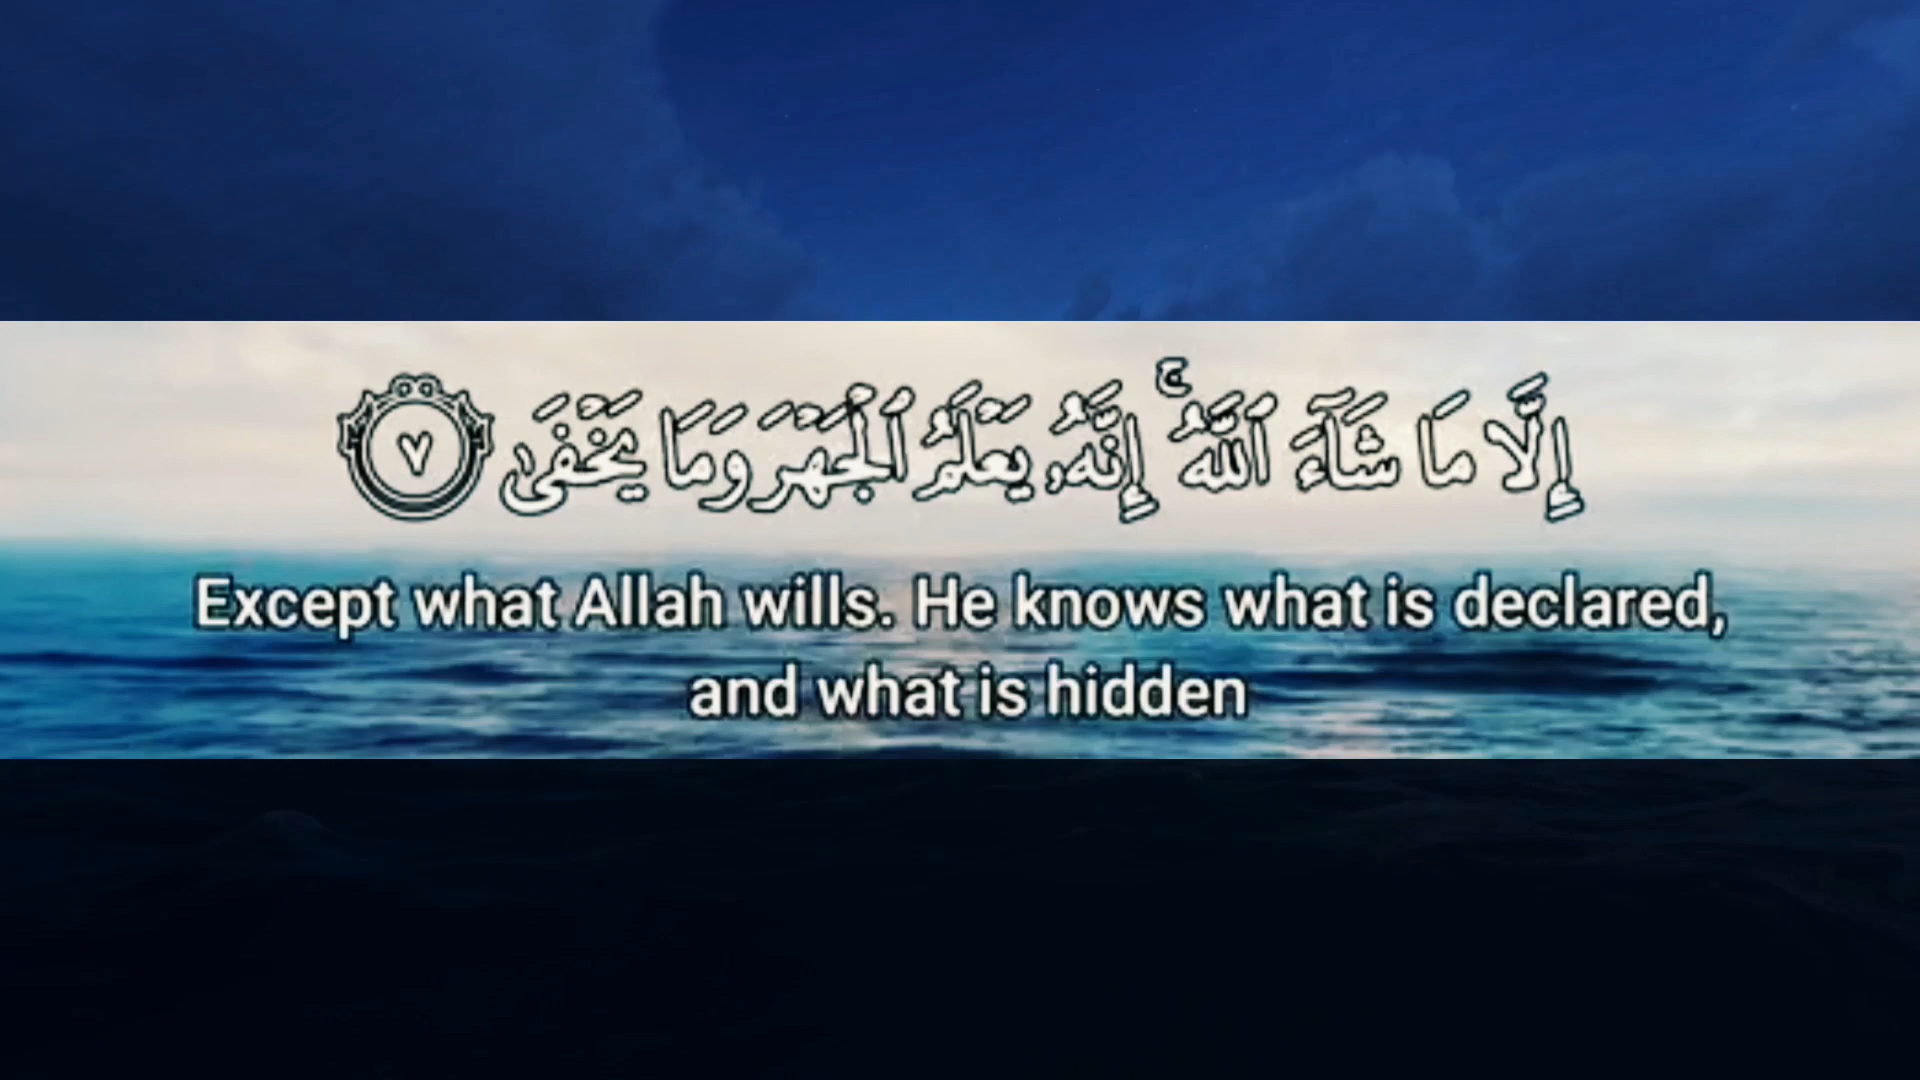 إِلَّا مَا شَآءَ ٱللَّهُ ۚ إِنَّهُۥ يَعْلَمُ ٱلْجَهْرَ وَمَا يَخْفَىٰ ٧
Except what Allah wills. He knows what is declared,
and what is hidden